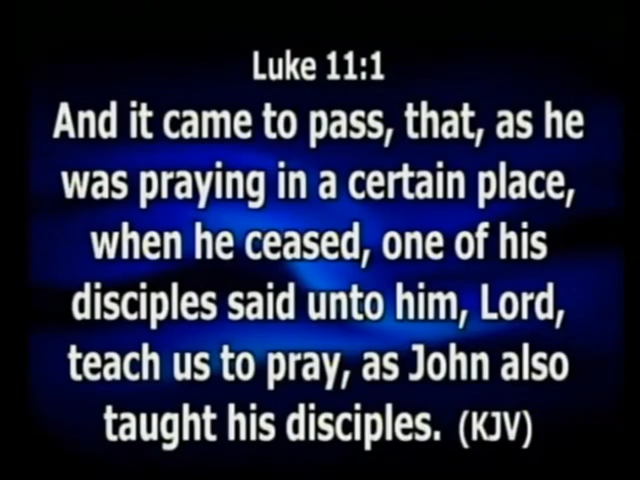 Luke 11:1
And it came to pass, that, as he
was praying in a certain place,
when he ceased, one of his
disciples said unto him, Lord,
teach us to pray, as John also
taught his disciples. (KJV)